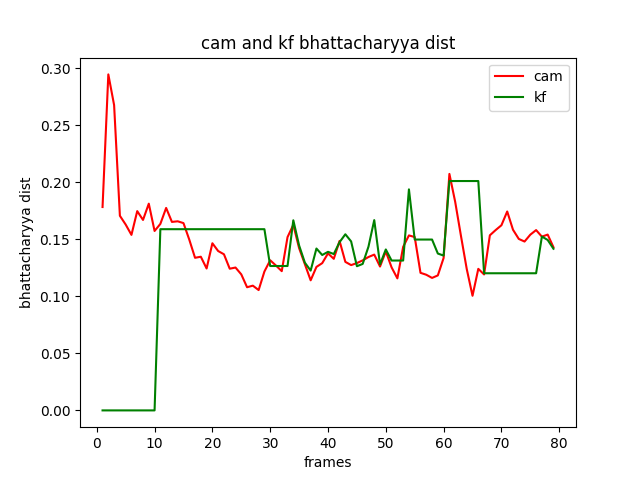 cam and kf bhattacharyya dist
cam
kf
0.30
0.25
0.20
0.15
0.10
0.05
0.00
bhattacharyya dist
0 10 20 30 40 50 60 70 80
frames